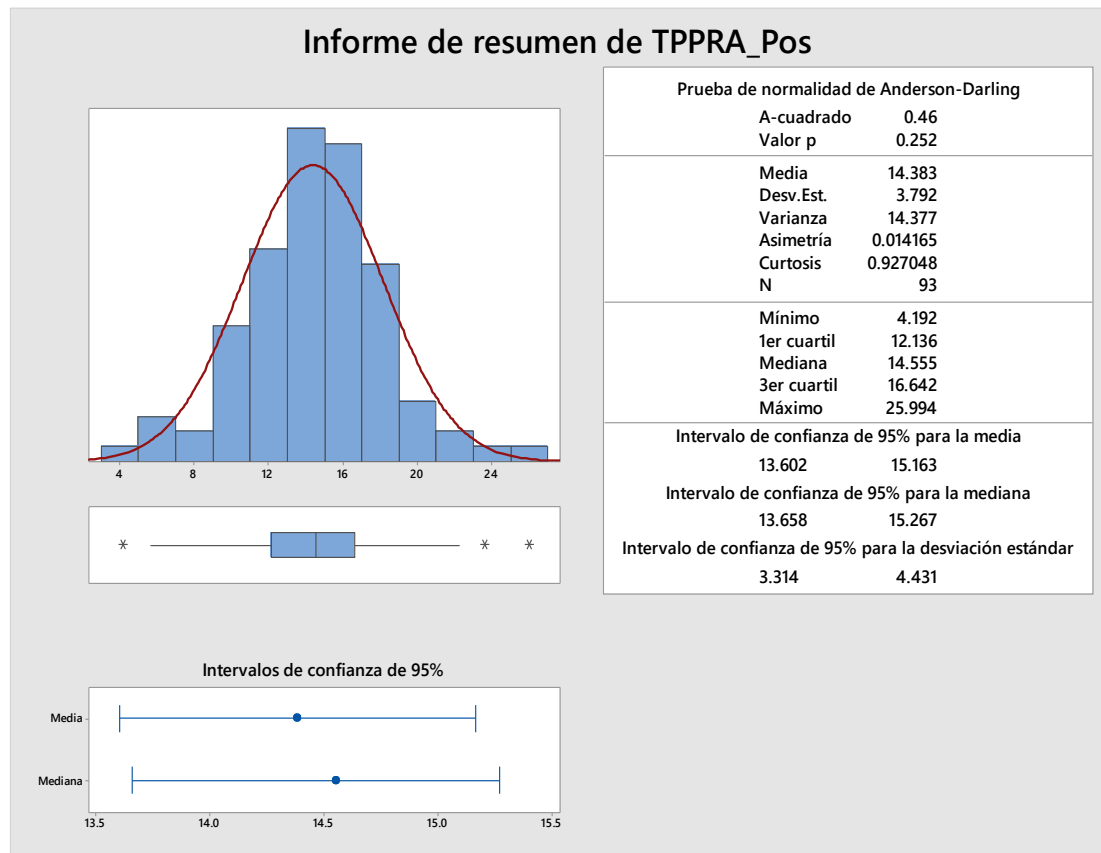 Informe de resumen de TPPRA_Pos
4 8 12 16 20 24
Prueba de normalidad de Anderson-Darling
A-cuadrado 0.46
Valor p 0.252
Media 14.383
Desv.Est. 3.792
Varianza 14.377
Asimetría 0.014165
Curtosis 0.927048
N 93
Mínimo 4.192
1er cuartil 12.136
Mediana 14.555
3er cuartil 16.642
Máximo 25.994
Intervalo de confianza de 95% para la media
13.602 15.163
Intervalo de confianza de 95% para la mediana
13.658 15.267
Intervalo de confianza de 95% para la desviación estándar
3.314 4.431
Intervalos de confianza de 95%
Media
Mediana
13.5 14.0 14.5 15.0 15.5